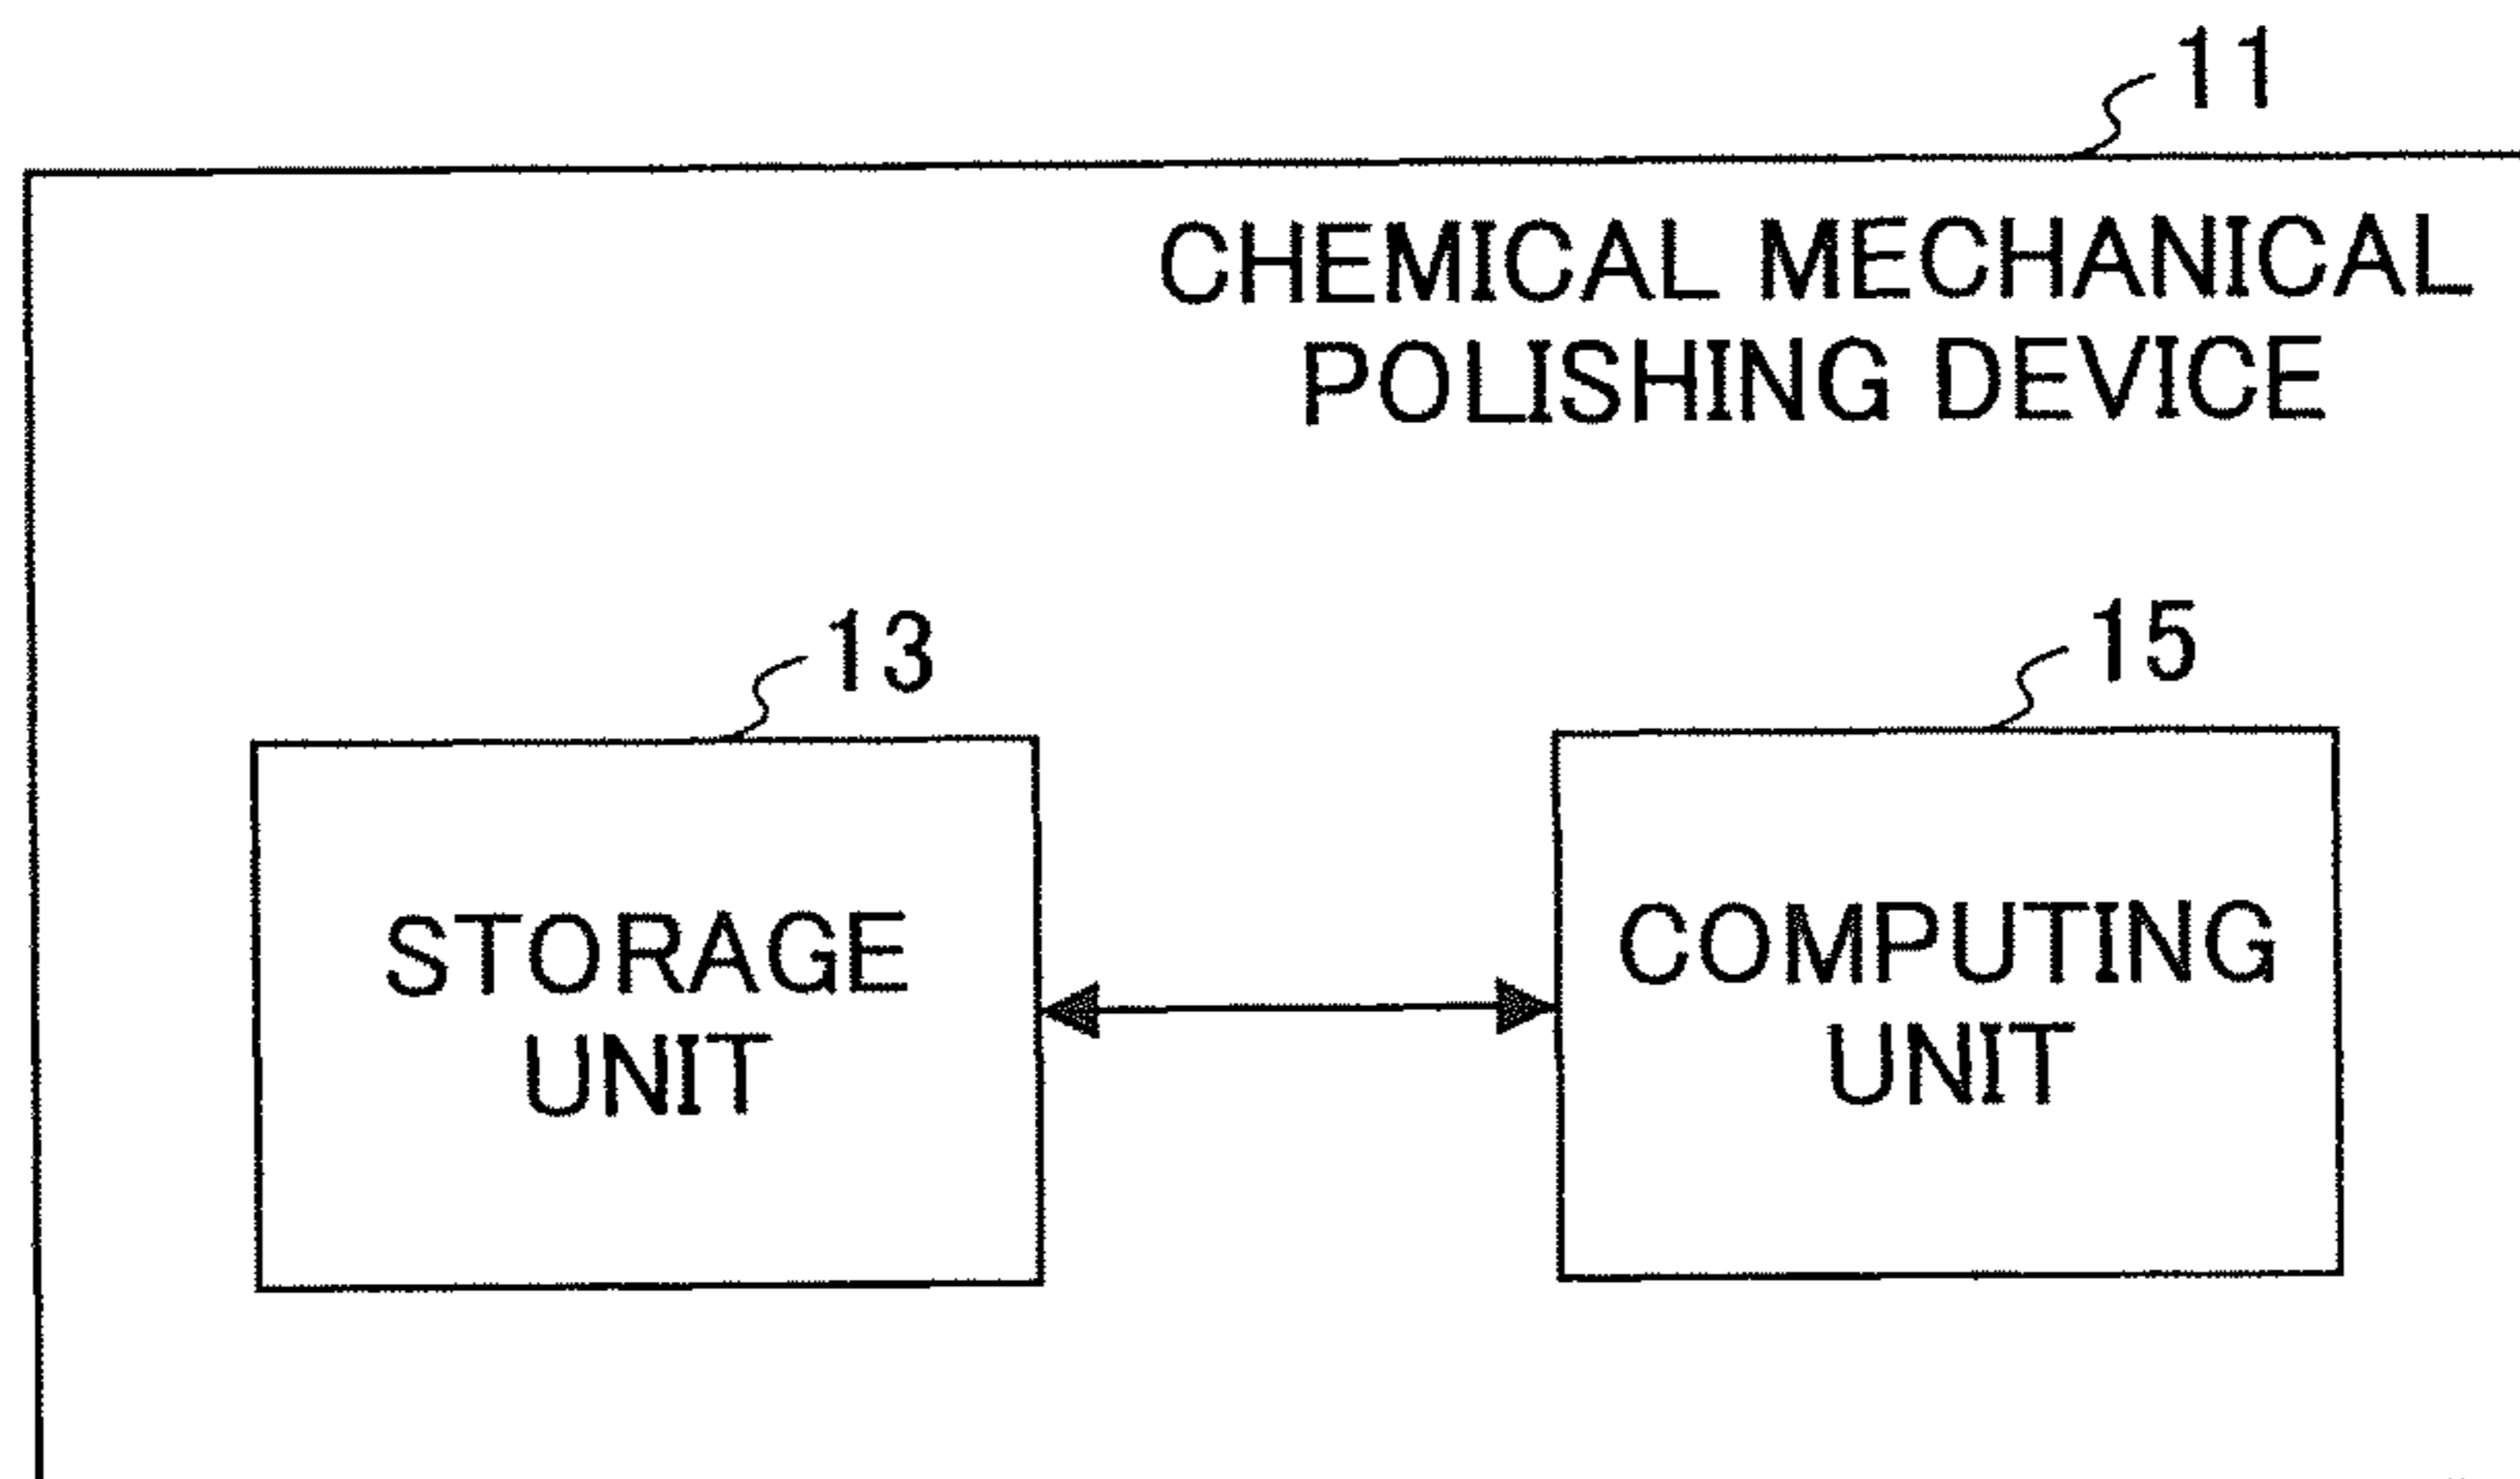 11
CHEMICAL MECHANICAL
POLISHING DEVICE
13
15
STORAGE
UNIT
COMPUTING
UNIT